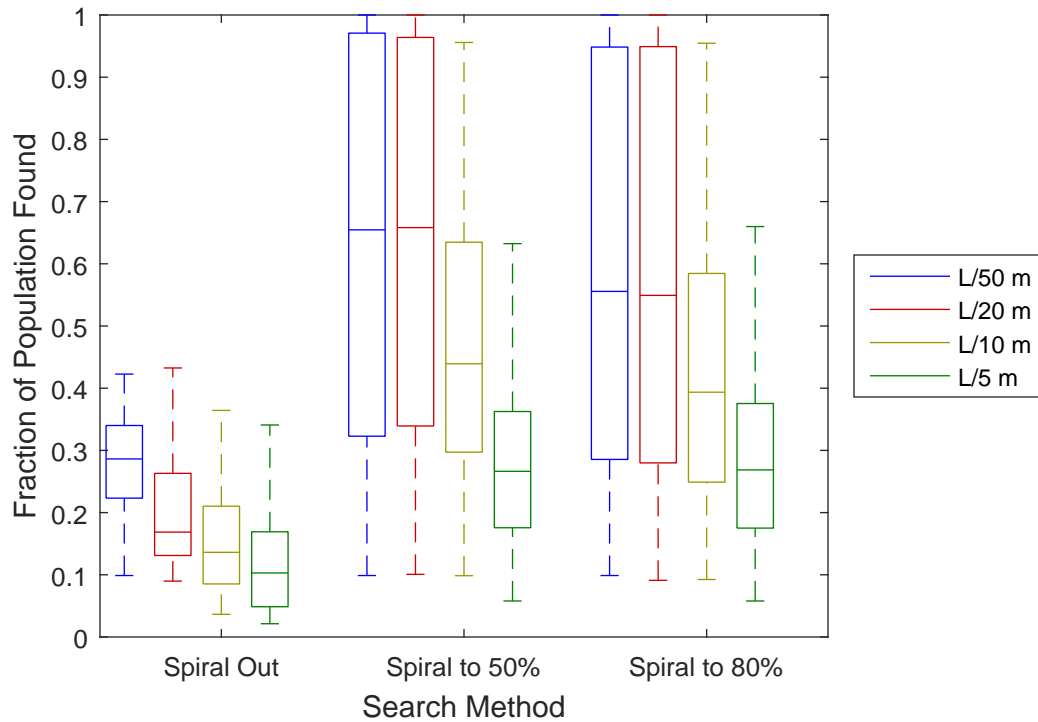 1
0.9
0.8
0.7
0.6
0.5
0.4
0.3
0.2
0.1
0
Fraction of Population Found
Spiral Out
Spiral to 50%
Spiral to 80%
Search Method
L/50 m
L/20 m
L/10 m
L/5 m